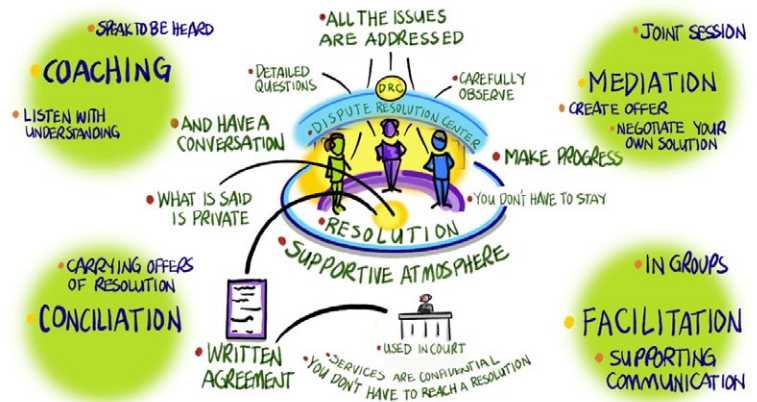 SPEAK TO BE HEARD
COACHING
LISTEN WITH
UNDERSTANDING
ALL THE ISSUES
ARE ADDRESSED
DETAILED
QUESTIONS
D.R.C
CAREFULLY
OBSERVE
DISPUTE RESOLUTION CENTER
AND HAVE A
CONVERSATION
MAKE PROGRESS
WHAT IS SAID
IS PRIVATE
YOU DON'T HAVE TO STAY
RESOLUTION
SUPPORTIVE ATMOSPHERE
JOINT SESSION
MEDIATION
CREATE OFFER
NEGOTIATE YOUR
OWN SOLUTION
CARRYING OFFERS
OF RESOLUTION
CONCILIATION
WRITTEN
AGREEMENT
USED IN COURT
SERVICES ARE CONFIDENTIAL
YOU DON'T HAVE TO REACH A RESOLUTION
IN GROUPS
FACILITATION
SUPPORTING
COMMUNICATION